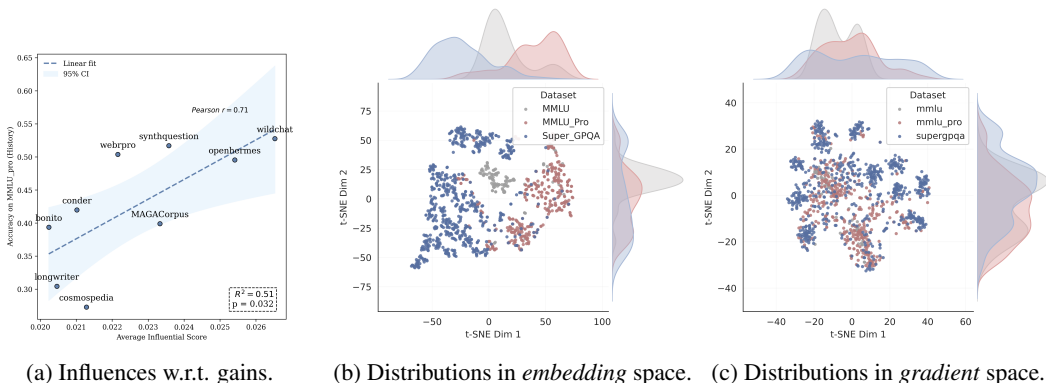 Linear fit
95% CI
Pearson r = 0.71
wildchat
synthquestion
webrpro
openhermes
conder
MAGACorpus
bonito
longwriter
cosmospedia
R² = 0.51
p = 0.032
Accuracy on MMLU_pro (History)
0.65
0.60
0.55
0.50
0.45
0.40
0.35
0.30
0.020 0.021 0.022 0.023 0.024 0.025 0.026
Average Influential Score
(a) Influences w.r.t. gains.
Dataset
MMLU
MMLU_Pro
Super_GPQA
t-SNE Dim 2
75
50
25
0
−25
−50
−75
−50 0 50 100
t-SNE Dim 1
(b) Distributions in embedding space.
Dataset
mmlu
mmlu_pro
supergpqa
t-SNE Dim 2
40
20
0
−20
−40
−40 −20 0 20 40 60
t-SNE Dim 1
(c) Distributions in gradient space.